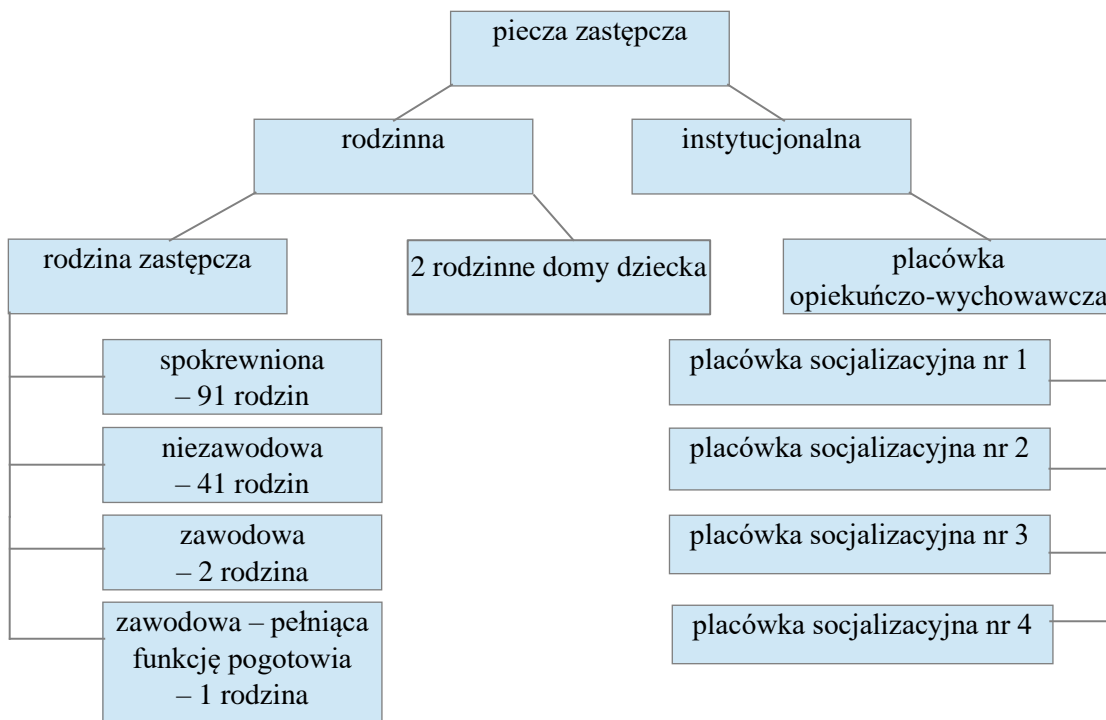 piecza zastępcza
rodzinna
instytucjonalna
rodzina zastępcza
2 rodzinne domy dziecka
placówka
opiekuńczo-wychowawcza
spokrewniona
– 91 rodzin
niezawodowa
– 41 rodzin
zawodowa
– 2 rodzina
zawodowa – pełniąca
funkcję pogotowia
– 1 rodzina
placówka socjalizacyjna nr 1
placówka socjalizacyjna nr 2
placówka socjalizacyjna nr 3
placówka socjalizacyjna nr 4